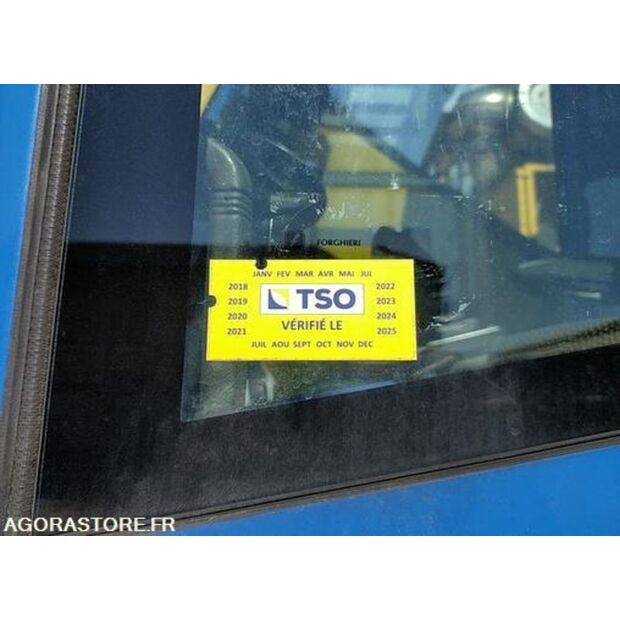 FORGHIERI
JANV FEV MAR AVR MAI JUI
2018 2022
2019 TSO 2023
2020 2024
VÉRIFIÉ LE
2021 2025
JUIL AOU SEPT OCT NOV DEC
AGORASTORE.FR